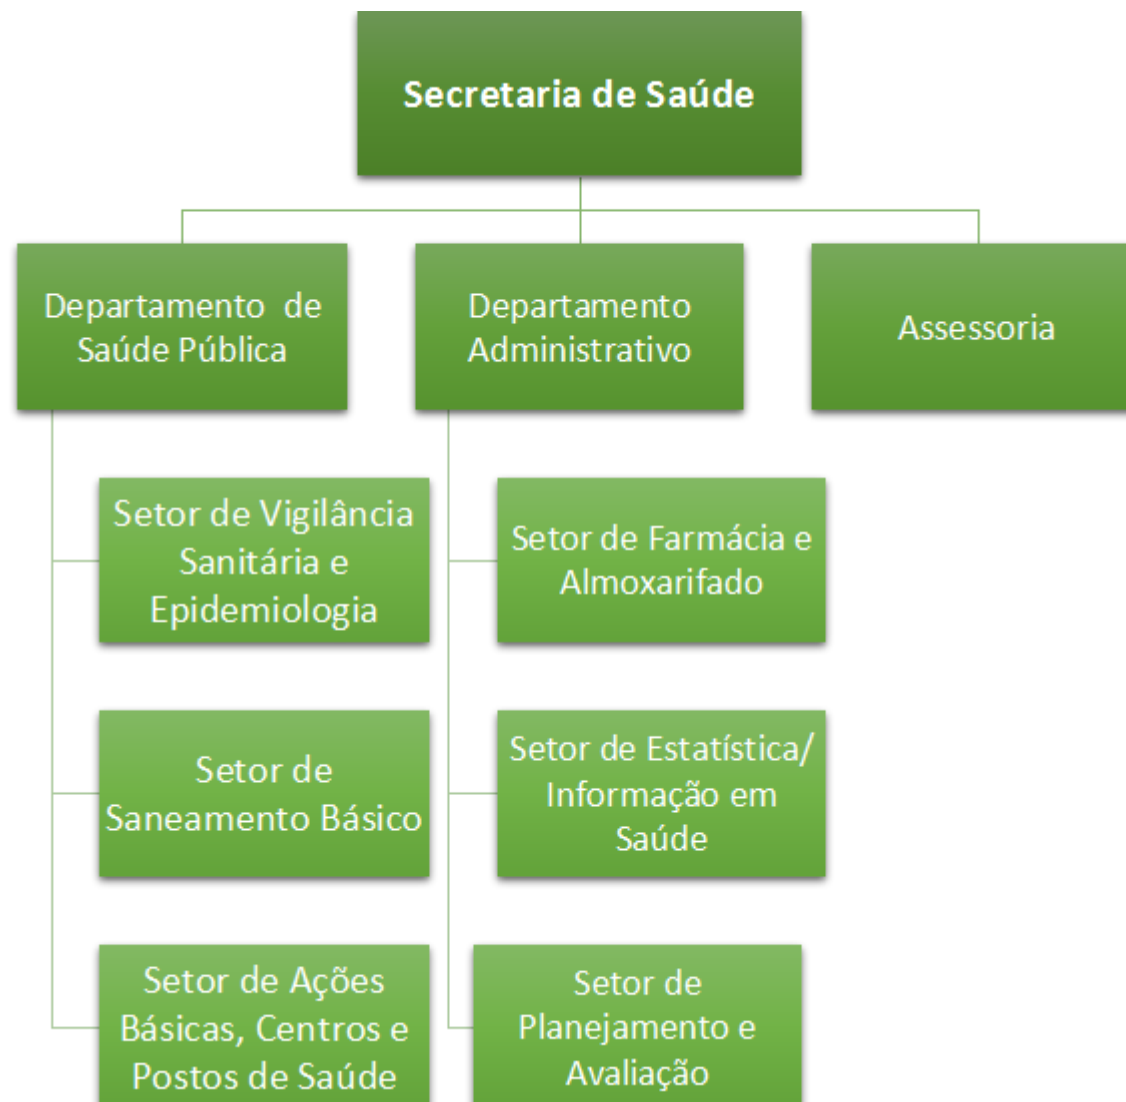 Secretaria de Saúde
Departamento de
Saúde Pública
Departamento
Administrativo
Assessoria
Setor de Vigilância
Sanitária e
Epidemiologia
Setor de Farmácia e
Almoxarifado
Setor de
Saneamento Básico
Setor de Estatística/
Informação em
Saúde
Setor de Ações
Básicas, Centros e
Postos de Saúde
Setor de
Planejamento e
Avaliação